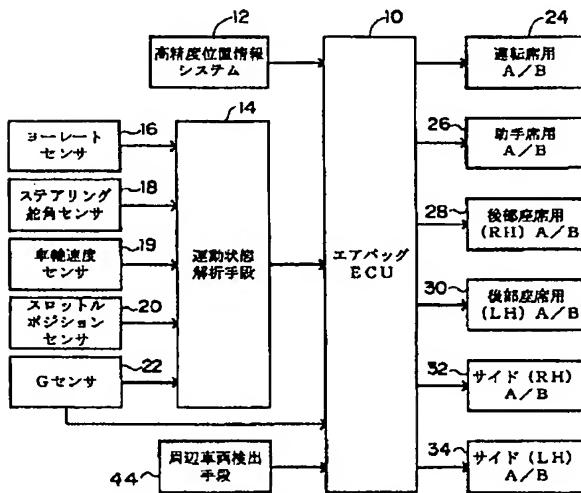 12
高精度位置情報
システム
14
16
ヨーレート
センサ
18
ステアリング
舵角センサ
19
車輪速度
センサ
20
スロットル
ポジション
センサ
22
Gセンサ
運動状態
解析手段
44
周辺車両検出
手段
10
エアバッグ
ECU
24
運転席用
A/B
26
助手席用
A/B
28
後部座席用
(RH) A/B
30
後部座席用
(LH) A/B
32
サイド (RH)
A/B
34
サイド (LH)
A/B